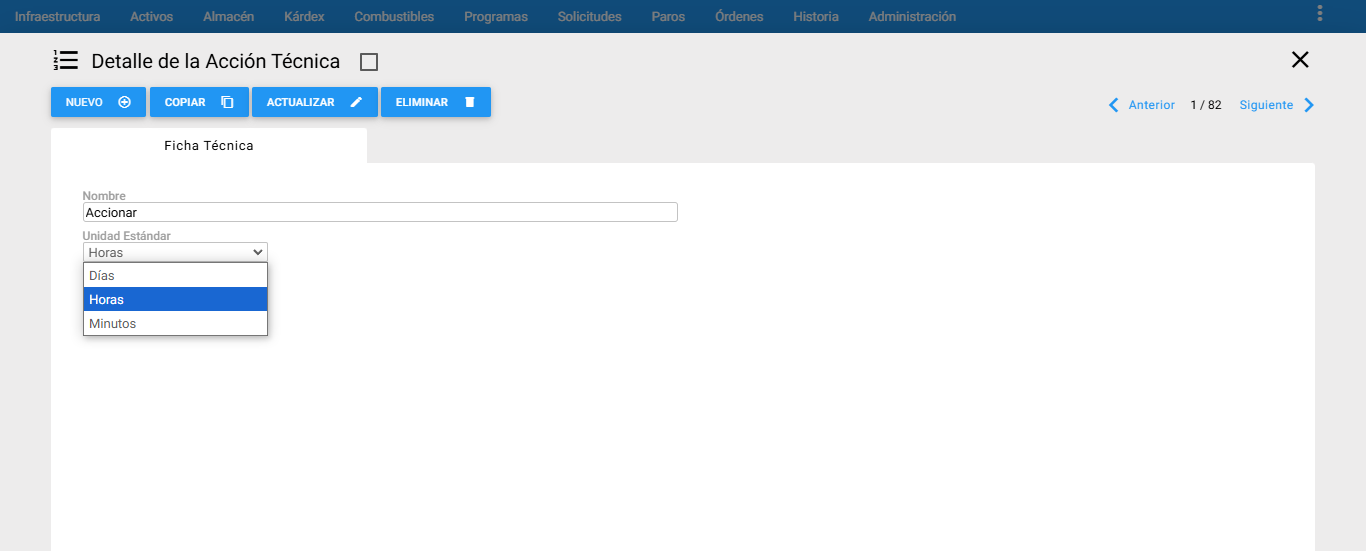 Infraestructura Activos Almacén Kárdex Combustibles Programas Solicitudes Paros Órdenes Historia Administración
Detalle de la Acción Técnica
NUEVO COPIAR ACTUALIZAR ELIMINAR
Anterior 1 / 82 Siguiente
Ficha Técnica
Nombre
Accionar
Unidad Estándar
Horas
Días
Horas
Minutos